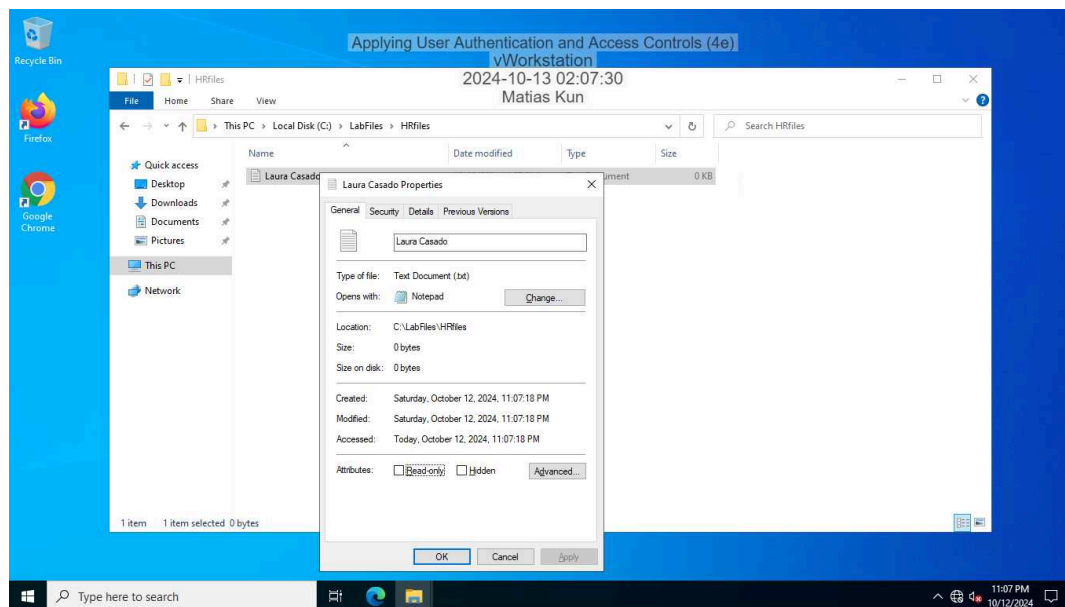 Recycle Bin
Firefox
Google
Chrome
Applying User Authentication and Access Controls (4e)
vWorkstation
2024-10-13 02:07:30
Matias Kun
HRfiles
File Home Share View
This PC > Local Disk (C:) > LabFiles > HRfiles
Search HRfiles
Quick access
Desktop
Downloads
Documents
Pictures
This PC
Network
Name Date modified Type Size
Laura Casado
0 KB
Laura Casado Properties
General Security Details Previous Versions
Laura Casado
Type of file: Text Document (.txt)
Opens with: Notepad Change...
Location: C:\LabFiles\HRfiles
Size: 0 bytes
Size on disk: 0 bytes
Created: Saturday, October 12, 2024, 11:07:18 PM
Modified: Saturday, October 12, 2024, 11:07:18 PM
Accessed: Today, October 12, 2024, 11:07:18 PM
Attributes: Read-only Hidden Advanced...
OK Cancel Apply
1 item 1 item selected 0 bytes
Type here to search
11:07 PM
10/12/2024